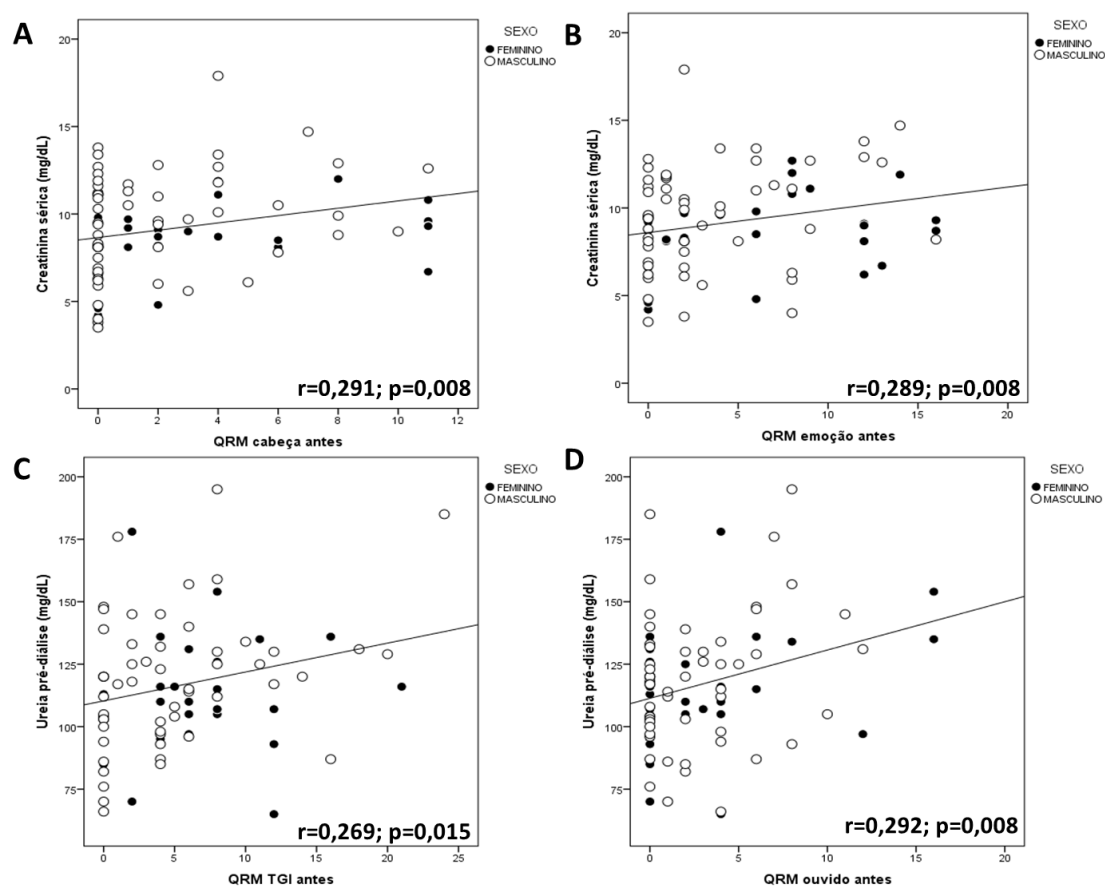 A
SEXO
FEMININO
MASCULINO
Creatinina sérica (mg/dL)
20
15
10
5
0
r=0,291; p=0,008
0 2 4 6 8 10 12
QRM cabeça antes
B
SEXO
FEMININO
MASCULINO
Creatinina sérica (mg/dL)
20
15
10
5
0
r=0,289; p=0,008
0 5 10 15 20
QRM emoção antes
C
SEXO
FEMININO
MASCULINO
Ureia pré-diálise (mg/dL)
200
175
150
125
100
75
r=0,269; p=0,015
0 5 10 15 20 25
QRM TGI antes
D
SEXO
FEMININO
MASCULINO
Ureia pré-diálise (mg/dL)
200
175
150
125
100
75
r=0,292; p=0,008
0 5 10 15 20
QRM ouvido antes